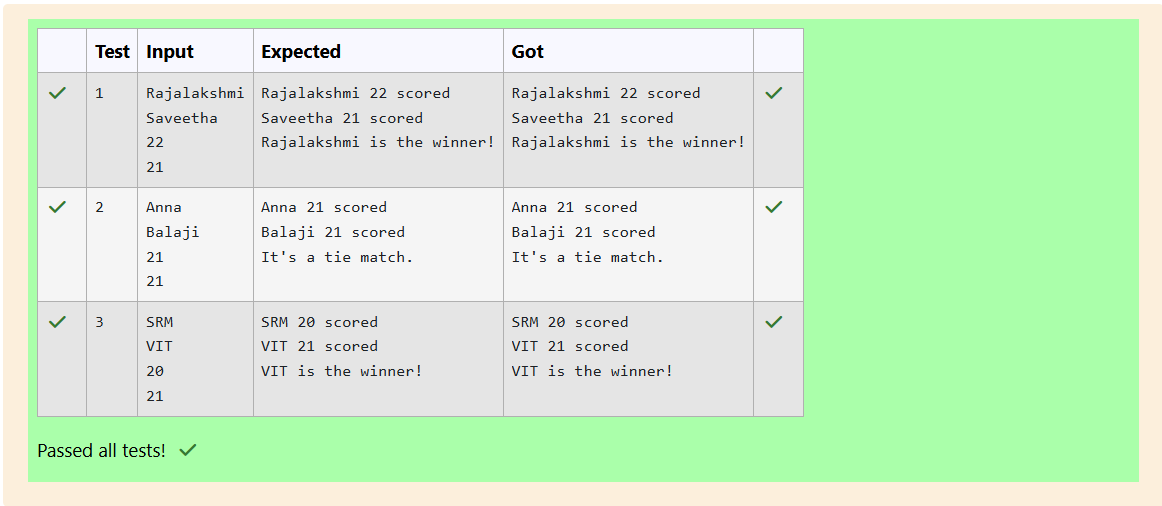 Test Input Expected Got
1 Rajalakshmi Rajalakshmi 22 scored Rajalakshmi 22 scored
Saveetha Saveetha 21 scored Saveetha 21 scored
22 Rajalakshmi is the winner! Rajalakshmi is the winner!
21
2 Anna Anna 21 scored Anna 21 scored
Balaji Balaji 21 scored Balaji 21 scored
21 It's a tie match. It's a tie match.
21
3 SRM SRM 20 scored SRM 20 scored
VIT VIT 21 scored VIT 21 scored
20 VIT is the winner! VIT is the winner!
21
Passed all tests!